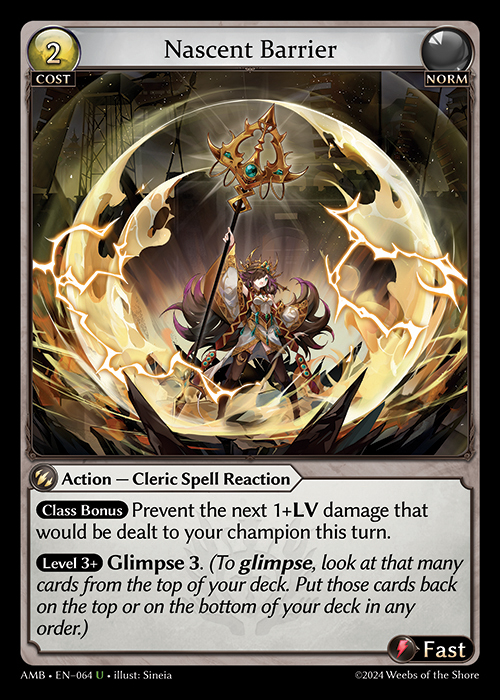 2
Nascent Barrier
COST
NORM
Action — Cleric Spell Reaction
Class Bonus Prevent the next 1+LV damage that
would be dealt to your champion this turn.
Level 3+ Glimpse 3. (To glimpse, look at that many
cards from the top of your deck. Put those cards back
on the top or on the bottom of your deck in any
order.)
Fast
AMB • EN–064 U • illust: Sineia
©2024 Weebs of the Shore